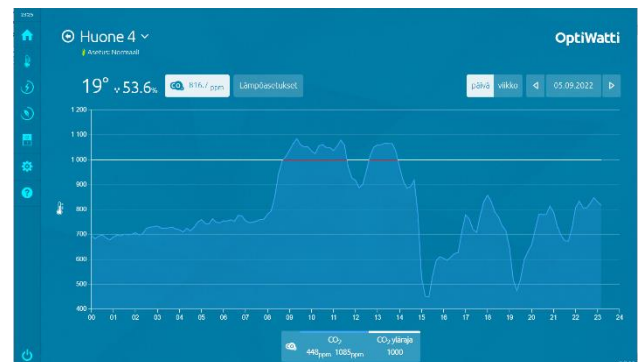 Huone 4
OptiWatti
Asetus: Normaali
19° 53.6%
CO₂ 816.7 ppm
Lämpöasetukset
päivä viikko
05.09.2022
1 200
1 100
1 000
900
800
700
600
500
400
00 01 02 03 04 05 06 07 08 09 10 11 12 13 14 15 16 17 18 19 20 21 22 23 24
CO₂ CO₂ yläraja
448ppm 1085ppm 1000